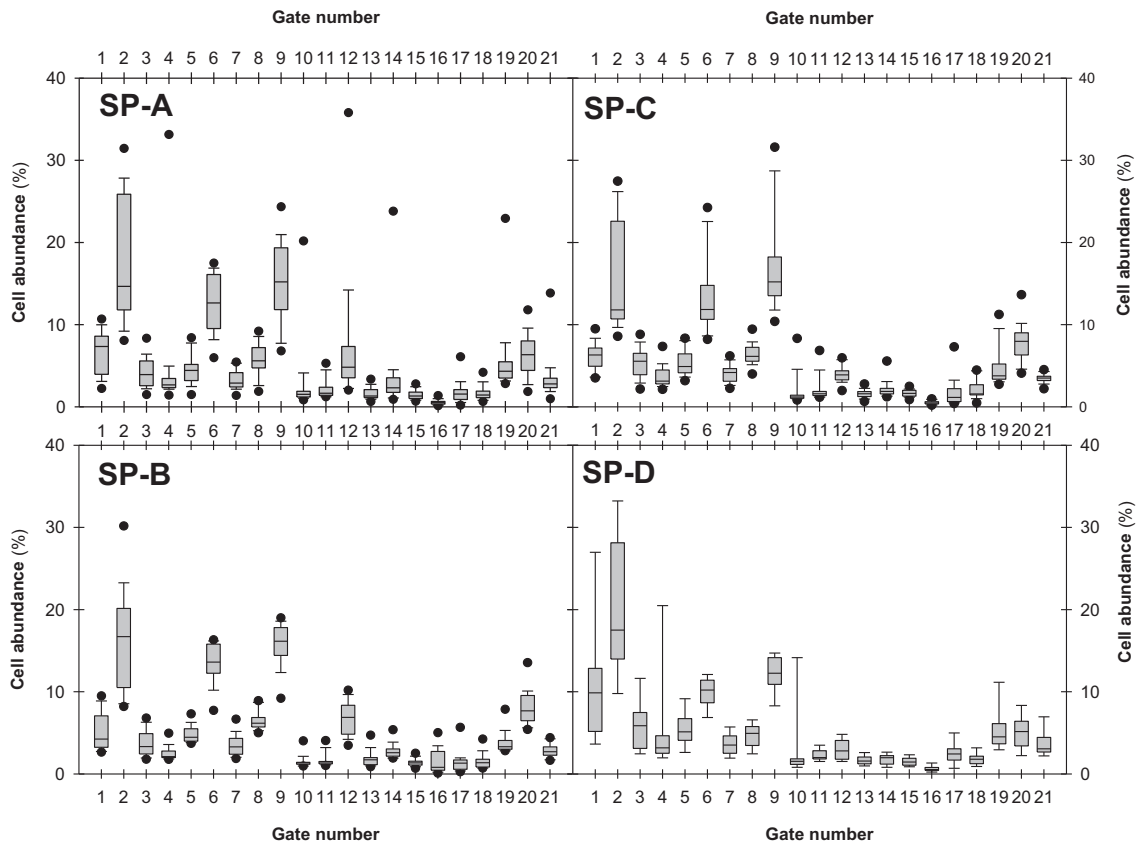 Gate number Gate number
1 2 3 4 5 6 7 8 9 10 11 12 13 14 15 16 17 18 19 20 21 1 2 3 4 5 6 7 8 9 10 11 12 13 14 15 16 17 18 19 20 21
40 40
SP-A SP-C
30 30
Cell abundance (%) Cell abundance (%)
20 20
10 10
0 0
1 2 3 4 5 6 7 8 9 10 11 12 13 14 15 16 17 18 19 20 21 1 2 3 4 5 6 7 8 9 10 11 12 13 14 15 16 17 18 19 20 21
40 40
SP-B SP-D
30 30
Cell abundance (%) Cell abundance (%)
20 20
10 10
0 0
1 2 3 4 5 6 7 8 9 10 11 12 13 14 15 16 17 18 19 20 21 1 2 3 4 5 6 7 8 9 10 11 12 13 14 15 16 17 18 19 20 21
Gate number Gate number